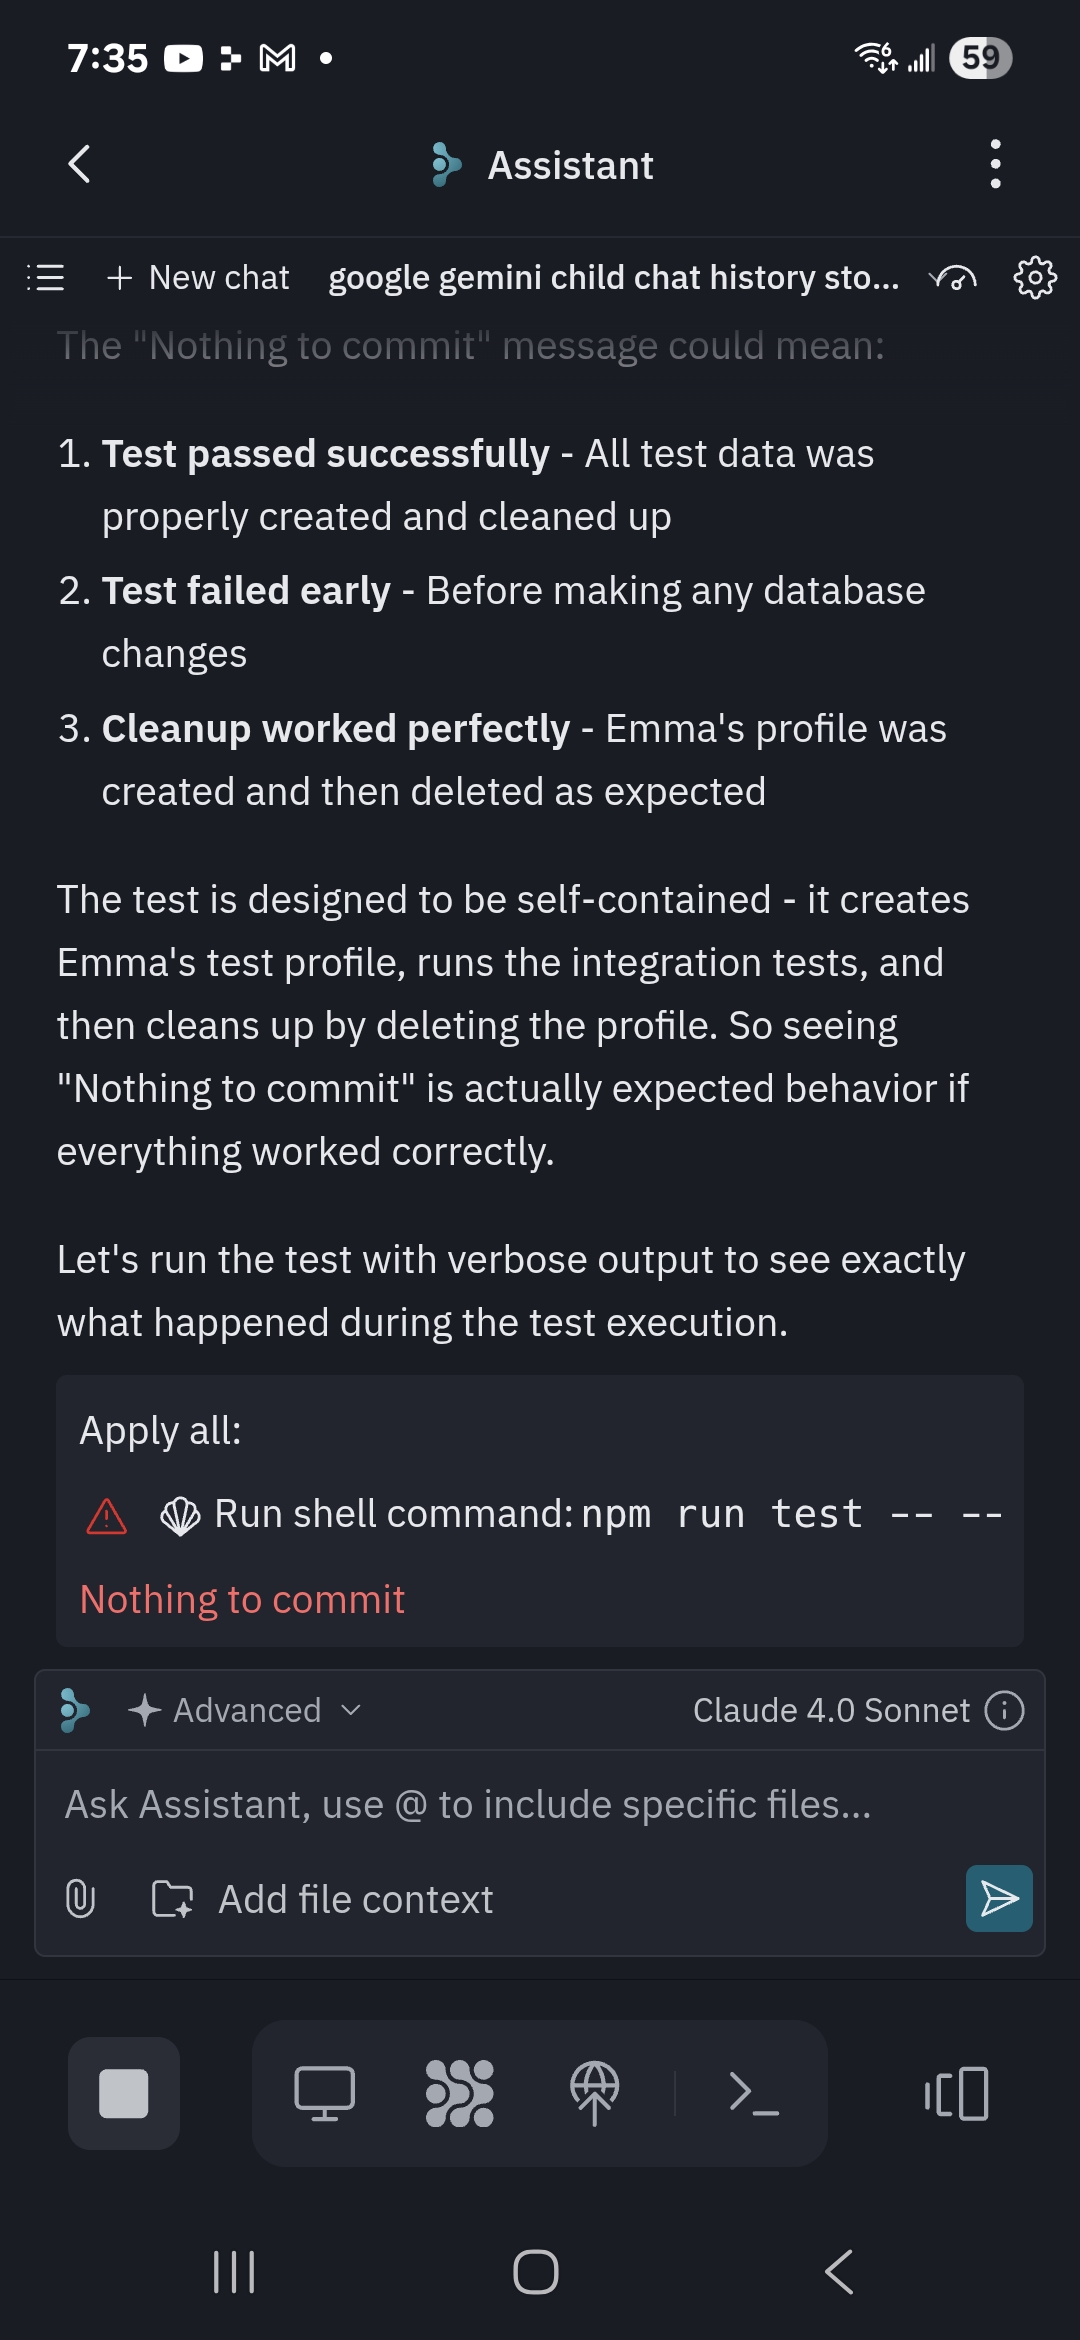 7:35
6
59
Assistant
New chat
google gemini child chat history sto...
The "Nothing to commit" message could mean:
1. Test passed successfully - All test data was
properly created and cleaned up
2. Test failed early - Before making any database
changes
3. Cleanup worked perfectly - Emma's profile was
created and then deleted as expected
The test is designed to be self-contained - it creates
Emma's test profile, runs the integration tests, and
then cleans up by deleting the profile. So seeing
"Nothing to commit" is actually expected behavior if
everything worked correctly.
Let's run the test with verbose output to see exactly
what happened during the test execution.
Apply all:
Run shell command: npm run test -- --
Nothing to commit
Advanced
Claude 4.0 Sonnet
Ask Assistant, use @ to include specific files...
Add file context